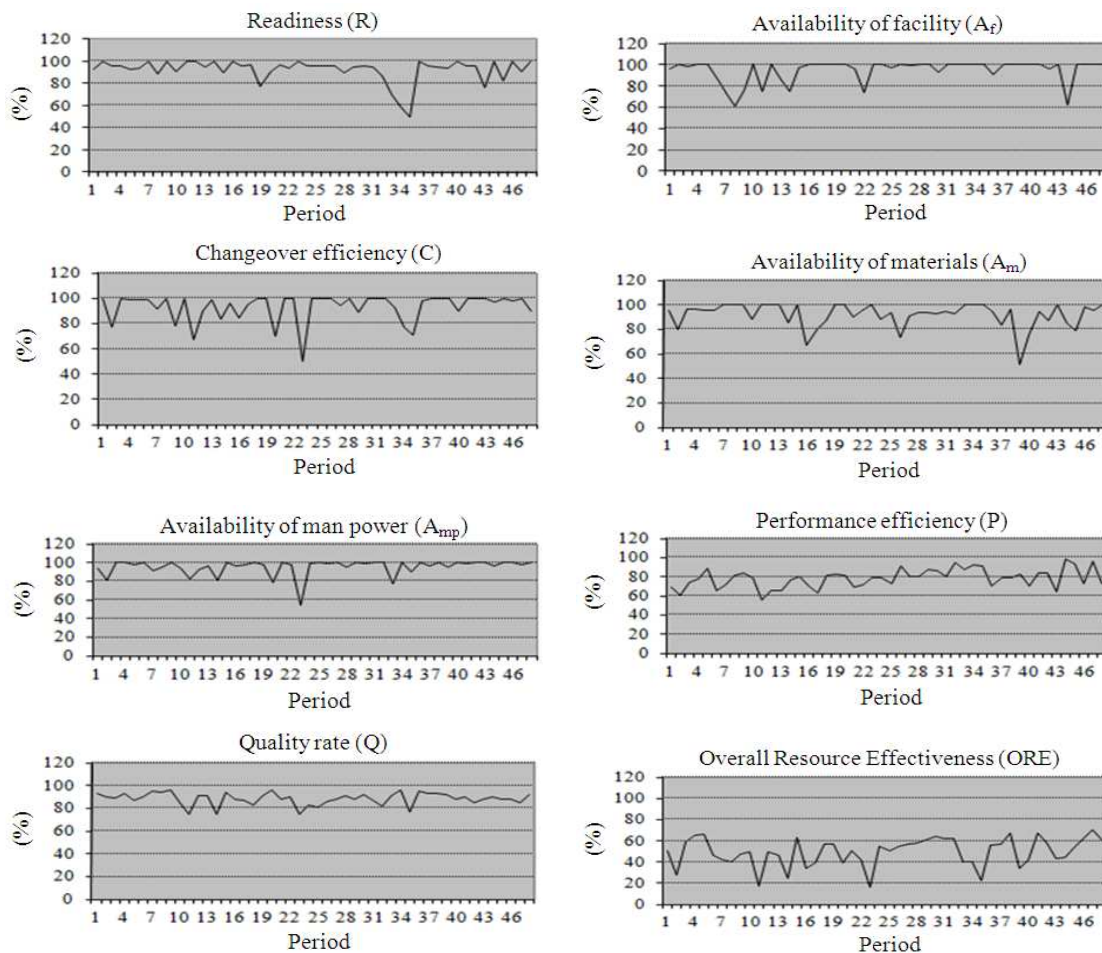 Readiness (R)
120
100
80
60
40
20
0
(%)
1 4 7 10 13 16 19 22 25 28 31 34 37 40 43 46
Period
Availability of facility (Af)
120
100
80
60
40
20
0
(%)
1 4 7 10 13 16 19 22 25 28 31 34 37 40 43 46
Period
Changeover efficiency (C)
120
100
80
60
40
20
0
(%)
1 4 7 10 13 16 19 22 25 28 31 34 37 40 43 46
Period
Availability of materials (Am)
120
100
80
60
40
20
0
(%)
1 4 7 10 13 16 19 22 25 28 31 34 37 40 43 46
Period
Availability of man power (Amp)
120
100
80
60
40
20
0
(%)
1 4 7 10 13 16 19 22 25 28 31 34 37 40 43 46
Period
Performance efficiency (P)
120
100
80
60
40
20
0
(%)
1 4 7 10 13 16 19 22 25 28 31 34 37 40 43 46
Period
Quality rate (Q)
120
100
80
60
40
20
0
(%)
1 4 7 10 13 16 19 22 25 28 31 34 37 40 43 46
Period
Overall Resource Effectiveness (ORE)
120
100
80
60
40
20
0
(%)
1 4 7 10 13 16 19 22 25 28 31 34 37 40 43 46
Period